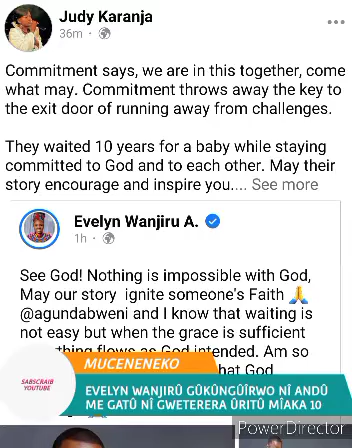 Judy Karanja
36m ·
Commitment says, we are in this together, come
what may. Commitment throws away the key to
the exit door of running away from challenges.
They waited 10 years for a baby while staying
committed to God and to each other. May their
story encourage and inspire you.... See more
Evelyn Wanjiru A.
1h ·
See God! Nothing is impossible with God,
May our story ignite someone's Faith 🙏
@agundabweni and I know that waiting is
not easy but when the grace is sufficient
thing flows as God intended. Am so
hat God
MUCENENEKO
SABSCRAIB
YOUTUBE
EVELYN WANJIRŨ GŨKŨNGŨĨRWO NĨ ANDŨ
ME GATŨ NĨ GWETERERA ŨRITŨ MĨAKA 10
PowerDirector